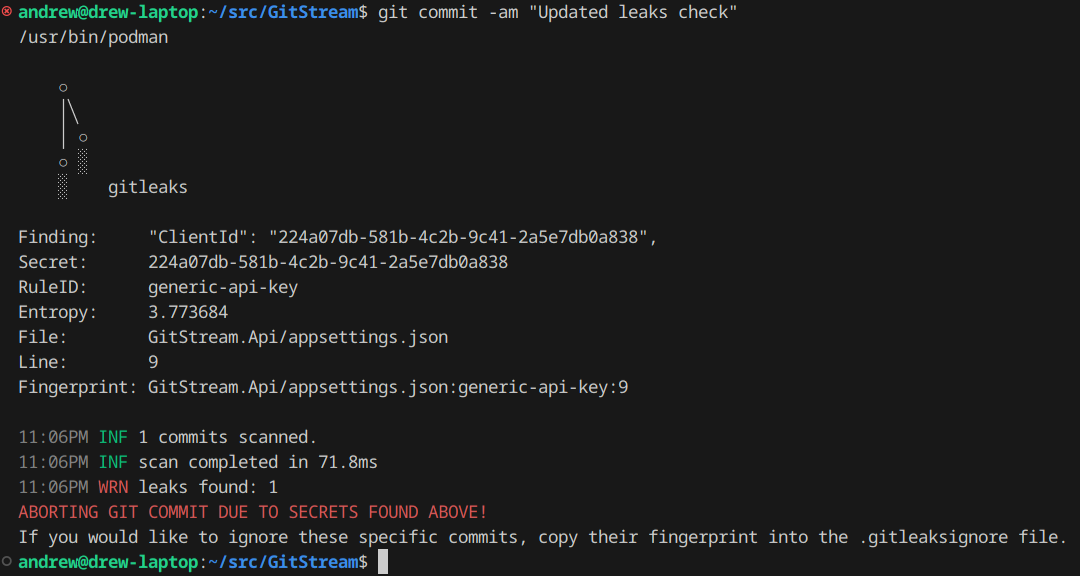 andrew@drew-laptop:~/src/GitStream$ git commit -am "Updated leaks check"
/usr/bin/podman
○
│╲
│ ○
○ ░
░    gitleaks
Finding:     "ClientId": "224a07db-581b-4c2b-9c41-2a5e7db0a838",
Secret:      224a07db-581b-4c2b-9c41-2a5e7db0a838
RuleID:      generic-api-key
Entropy:     3.773684
File:        GitStream.Api/appsettings.json
Line:        9
Fingerprint: GitStream.Api/appsettings.json:generic-api-key:9
11:06PM INF 1 commits scanned.
11:06PM INF scan completed in 71.8ms
11:06PM WRN leaks found: 1
ABORTING GIT COMMIT DUE TO SECRETS FOUND ABOVE!
If you would like to ignore these specific commits, copy their fingerprint into the .gitleaksignore file.
andrew@drew-laptop:~/src/GitStream$